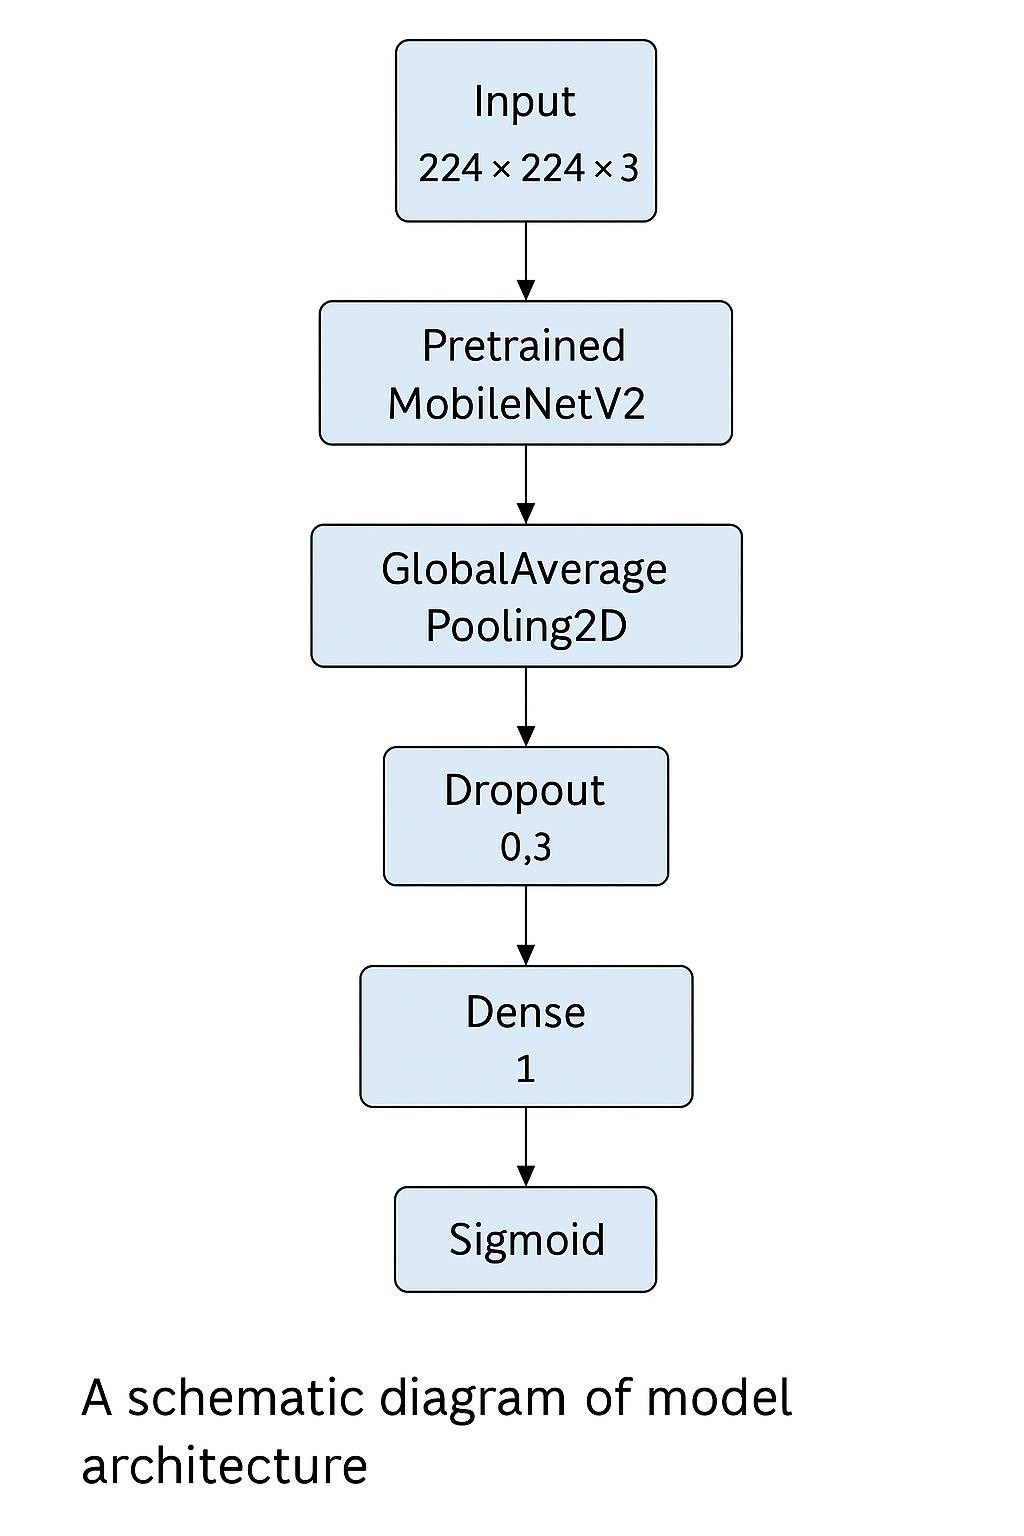 Input
224 × 224 × 3
Pretrained
MobileNetV2
GlobalAverage
Pooling2D
Dropout
0,3
Dense
1
Sigmoid
A schematic diagram of model
architecture